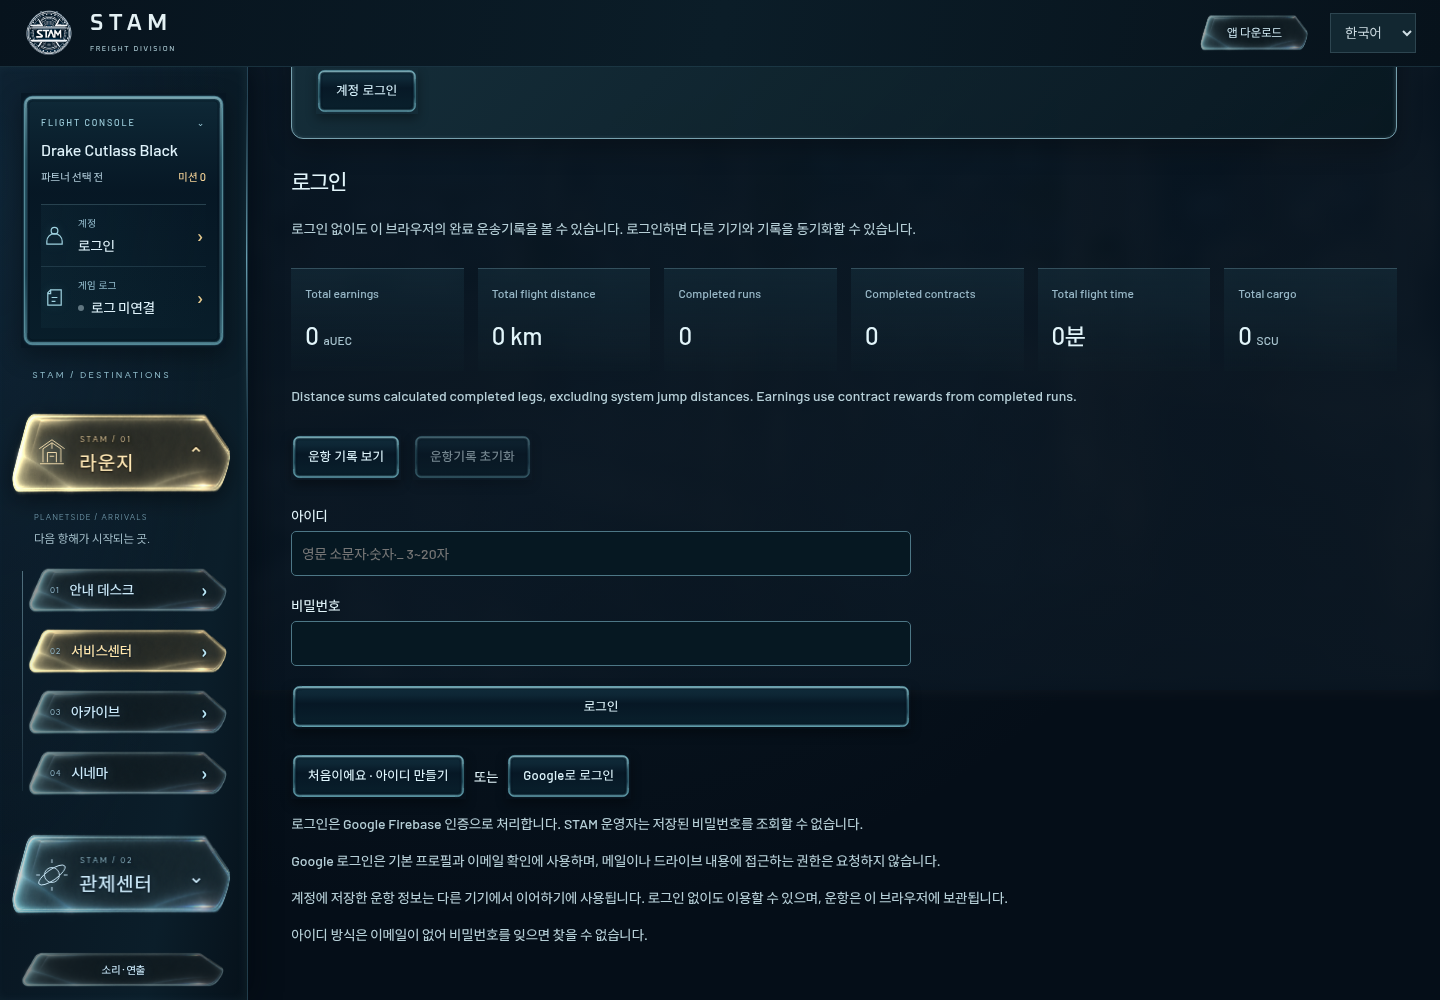 STAM
STAM
FREIGHT DIVISION
앱 다운로드
한국어
계정 로그인
FLIGHT CONSOLE
Drake Cutlass Black
파트너 선택 전
미션 0
계정
로그인
게임 로그
로그 미연결
STAM / DESTINATIONS
STAM / 01
라운지
PLANETSIDE / ARRIVALS
다음 항해가 시작되는 곳.
01 안내 데스크
02 서비스센터
03 아카이브
04 시네마
STAM / 02
관제센터
소리 · 연출
로그인
로그인 없이도 이 브라우저의 완료 운송기록을 볼 수 있습니다. 로그인하면 다른 기기와 기록을 동기화할 수 있습니다.
Total earnings
0 aUEC
Total flight distance
0 km
Completed runs
0
Completed contracts
0
Total flight time
0분
Total cargo
0 SCU
Distance sums calculated completed legs, excluding system jump distances. Earnings use contract rewards from completed runs.
운항 기록 보기
운항기록 초기화
아이디
영문 소문자·숫자·_ 3~20자
비밀번호
로그인
처음이에요 · 아이디 만들기
또는
Google로 로그인
로그인은 Google Firebase 인증으로 처리합니다. STAM 운영자는 저장된 비밀번호를 조회할 수 없습니다.
Google 로그인은 기본 프로필과 이메일 확인에 사용하며, 메일이나 드라이브 내용에 접근하는 권한은 요청하지 않습니다.
계정에 저장한 운항 정보는 다른 기기에서 이어하기에 사용됩니다. 로그인 없이도 이용할 수 있으며, 운항은 이 브라우저에 보관됩니다.
아이디 방식은 이메일이 없어 비밀번호를 잊으면 찾을 수 없습니다.